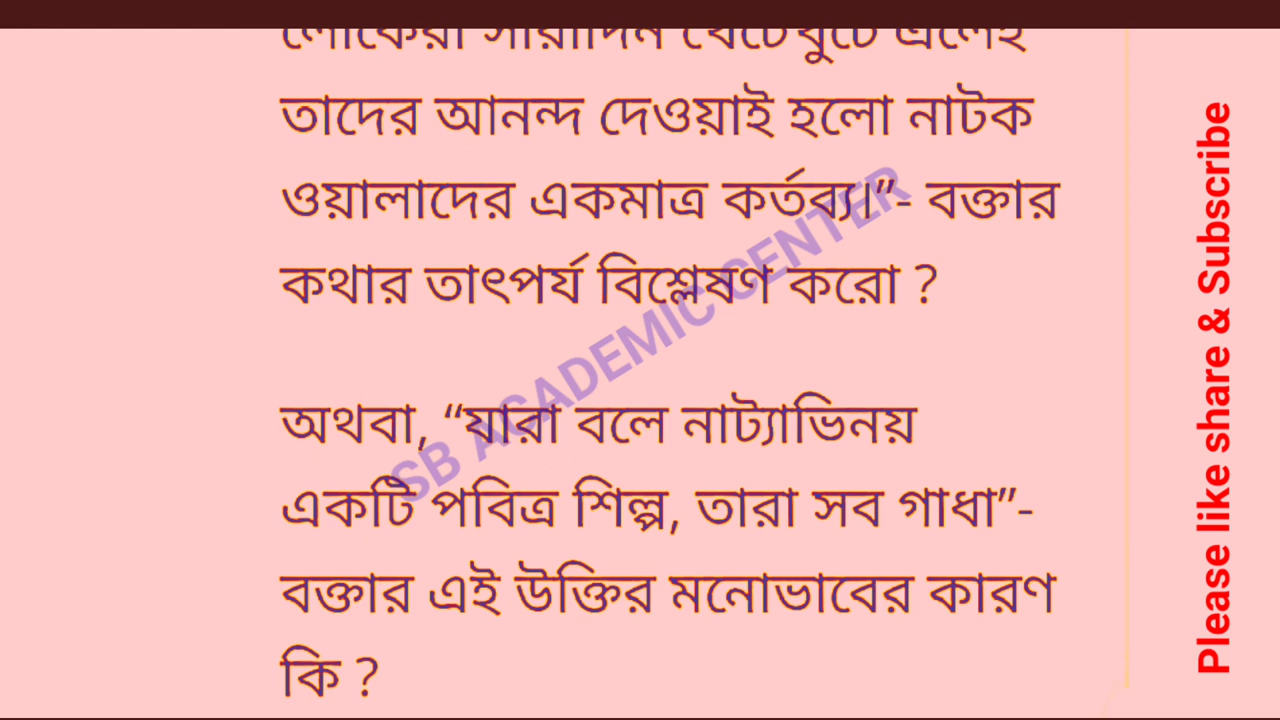 লোকেরা সারাদিন খেটেখুটে এলেই
তাদের আনন্দ দেওয়াই হলো নাটক
ওয়ালাদের একমাত্র কর্তব্য।”- বক্তার
কথার তাৎপর্য বিশ্লেষণ করো ?
অথবা, “যারা বলে নাট্যাভিনয়
একটি পবিত্র শিল্প, তারা সব গাধা”-
বক্তার এই উক্তির মনোভাবের কারণ
কি ?
SB ACADEMIC CENTER
Please like share & Subscribe